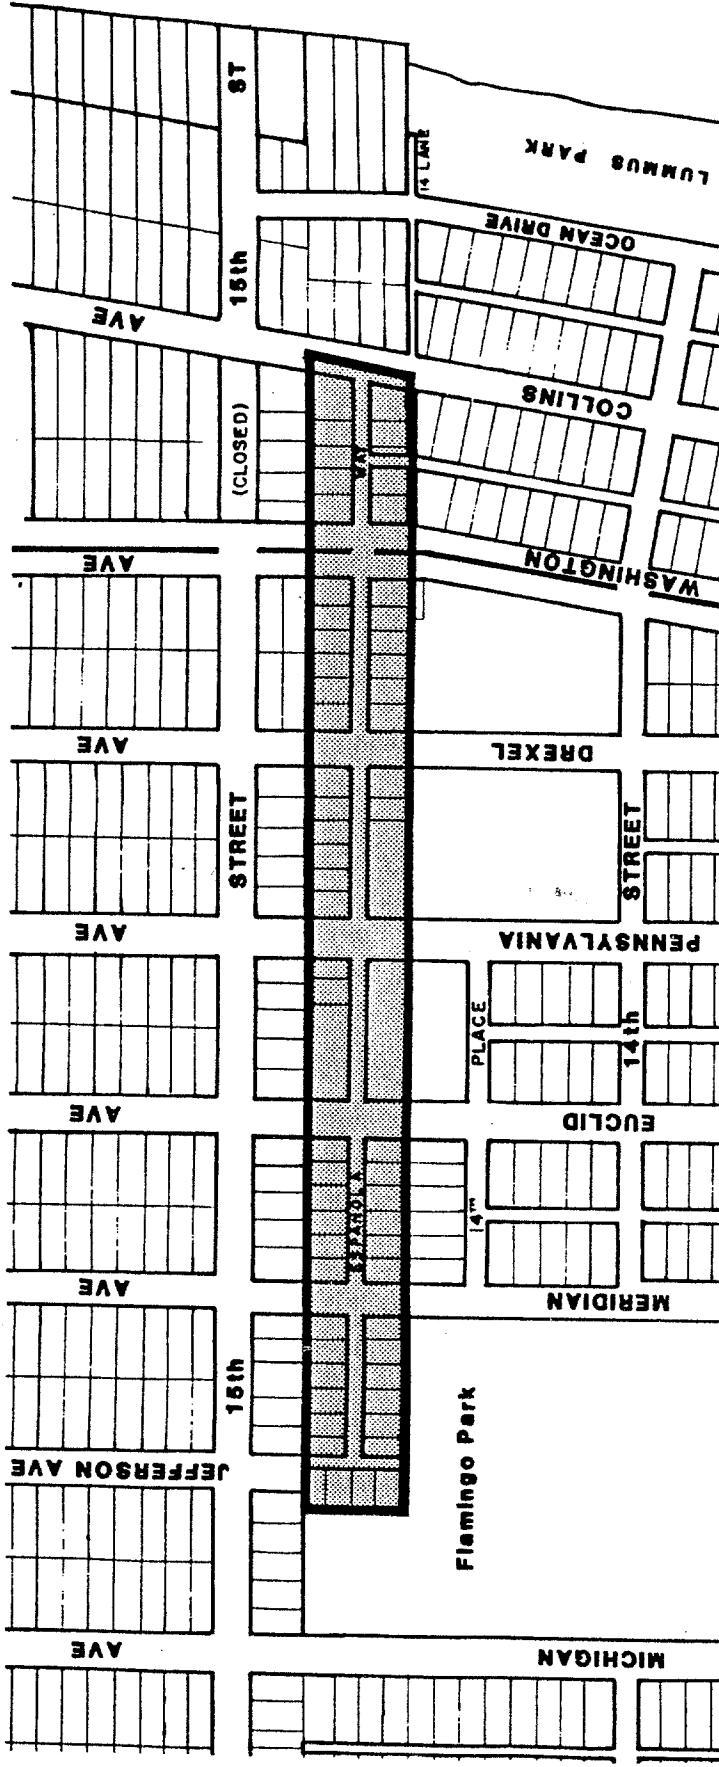 ST
14 LANE
LUMMUS PARK
15th
OCEAN DRIVE
AVE
COLLINS
(CLOSED)
WAY
AVE
WASHINGTON
AVE
DREXEL
STREET
STREET
AVE
PENNSYLVANIA
PLACE
14th
AVE
EUCLID
ESPANOLA
14TH
AVE
MERIDIAN
15th
Flamingo Park
JEFFERSON AVE
AVE
MICHIGAN